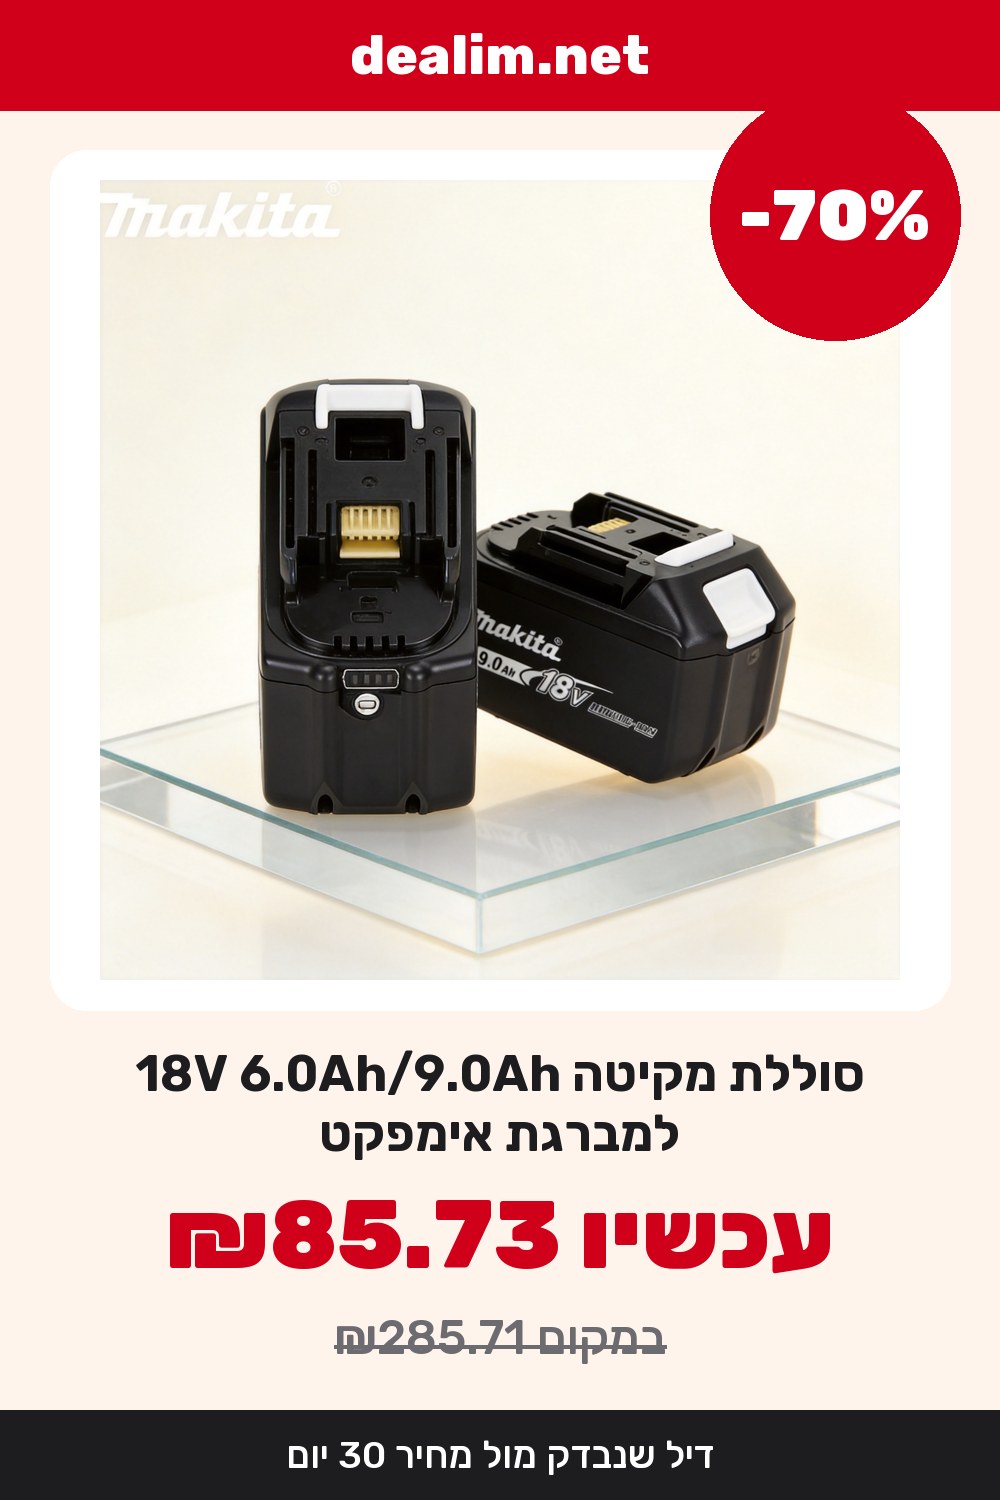 dealim.net
-70%
makita®
makita®
9.0Ah
18V
סוללת מקיטה 18V 6.0Ah/9.0Ah
למברגת אימפקט
עכשיו ₪85.73
במקום ₪285.71
דיל שנבדק מול מחיר 30 יום